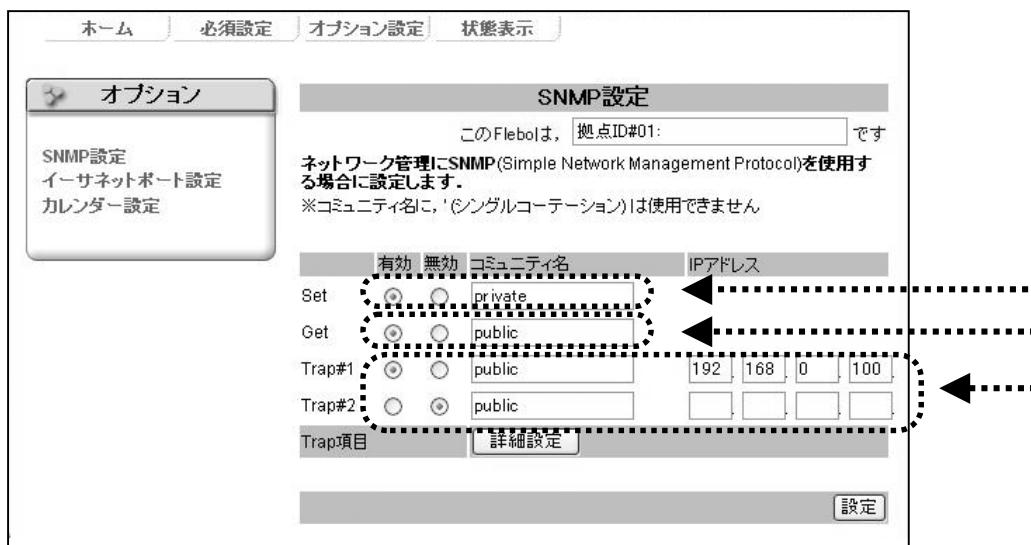 ホーム 必須設定 オプション設定 状態表示
オプション
SNMP設定
イーサネットポート設定
カレンダー設定
SNMP設定
このFlebolは, 拠点ID#01: です
ネットワーク管理にSNMP(Simple Network Management Protocol)を使用す
る場合に設定します.
※コミュニティ名に, '(シングルコーテーション)は使用できません
有効 無効 コミュニティ名 IPアドレス
Set private
Get public
Trap#1 public 192. 168. 0. 100.
Trap#2 public . . . .
Trap項目 詳細設定
設定